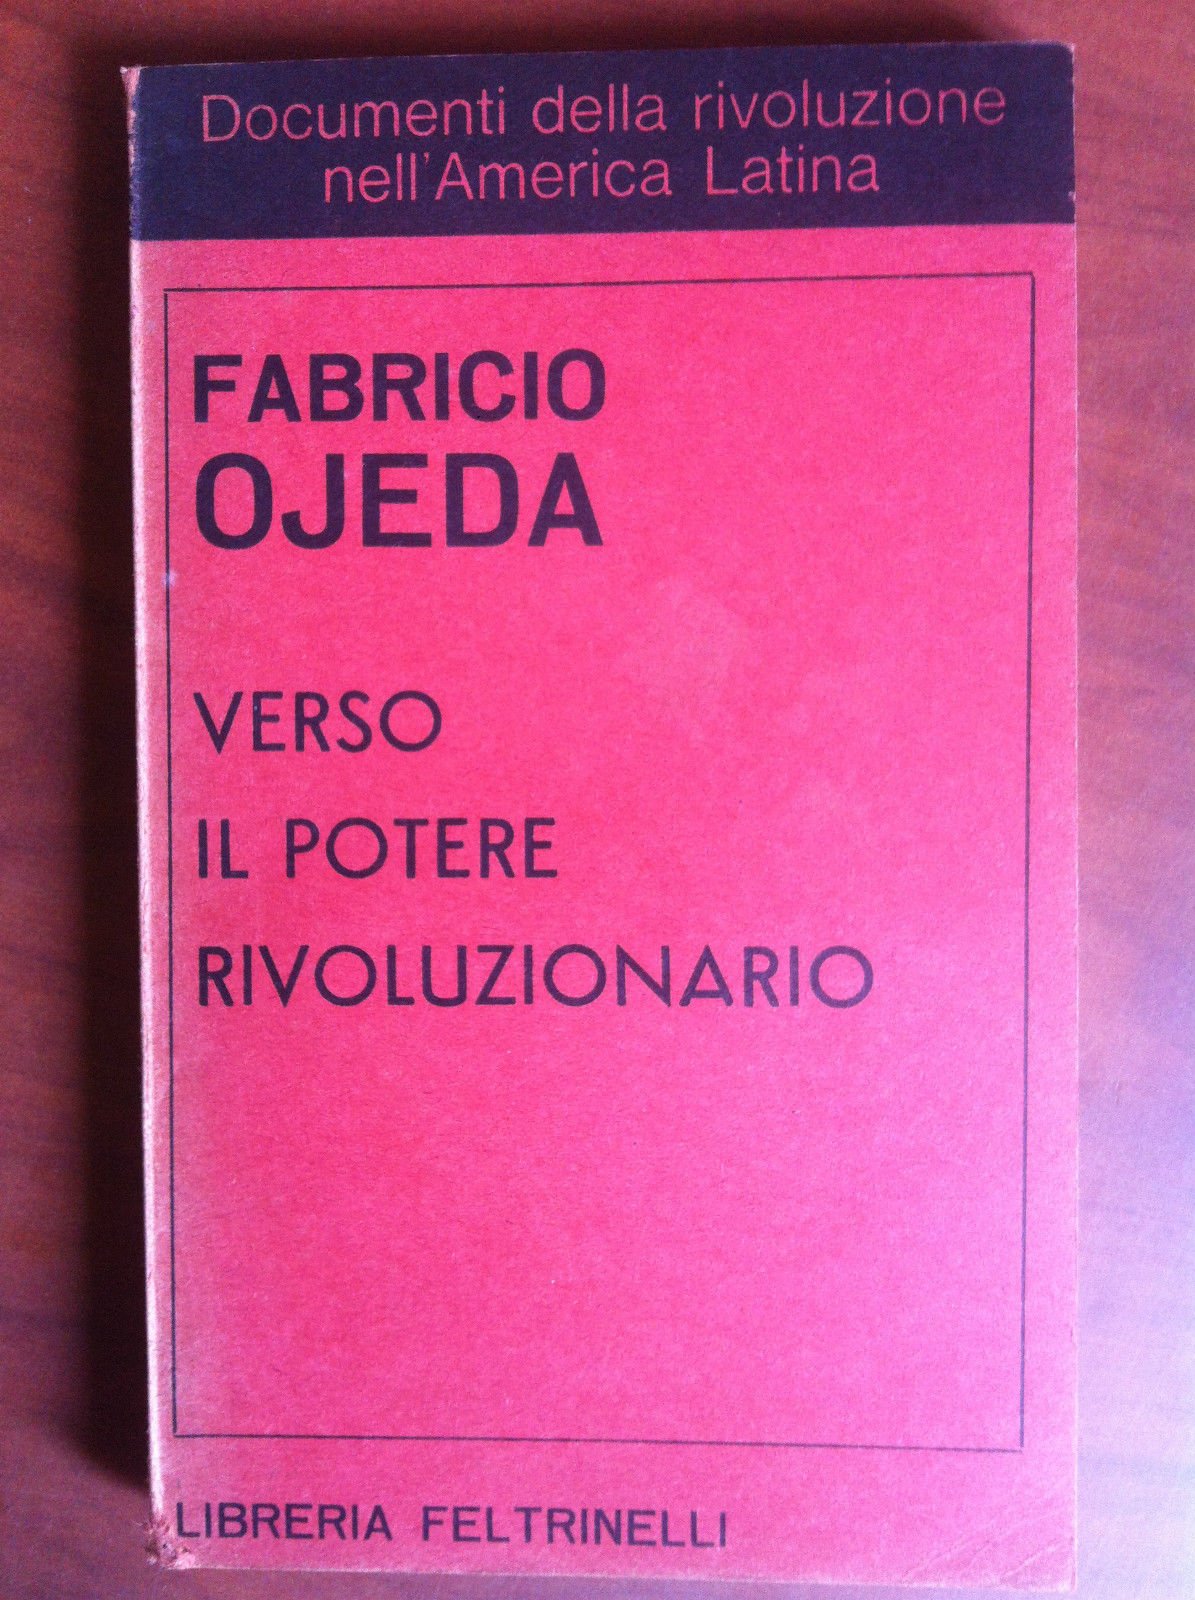 Documenti della rivoluzione
nell'America Latina
FABRICIO
OJEDA
VERSO
IL POTERE
RIVOLUZIONARIO
LIBRERIA FELTRINELLI